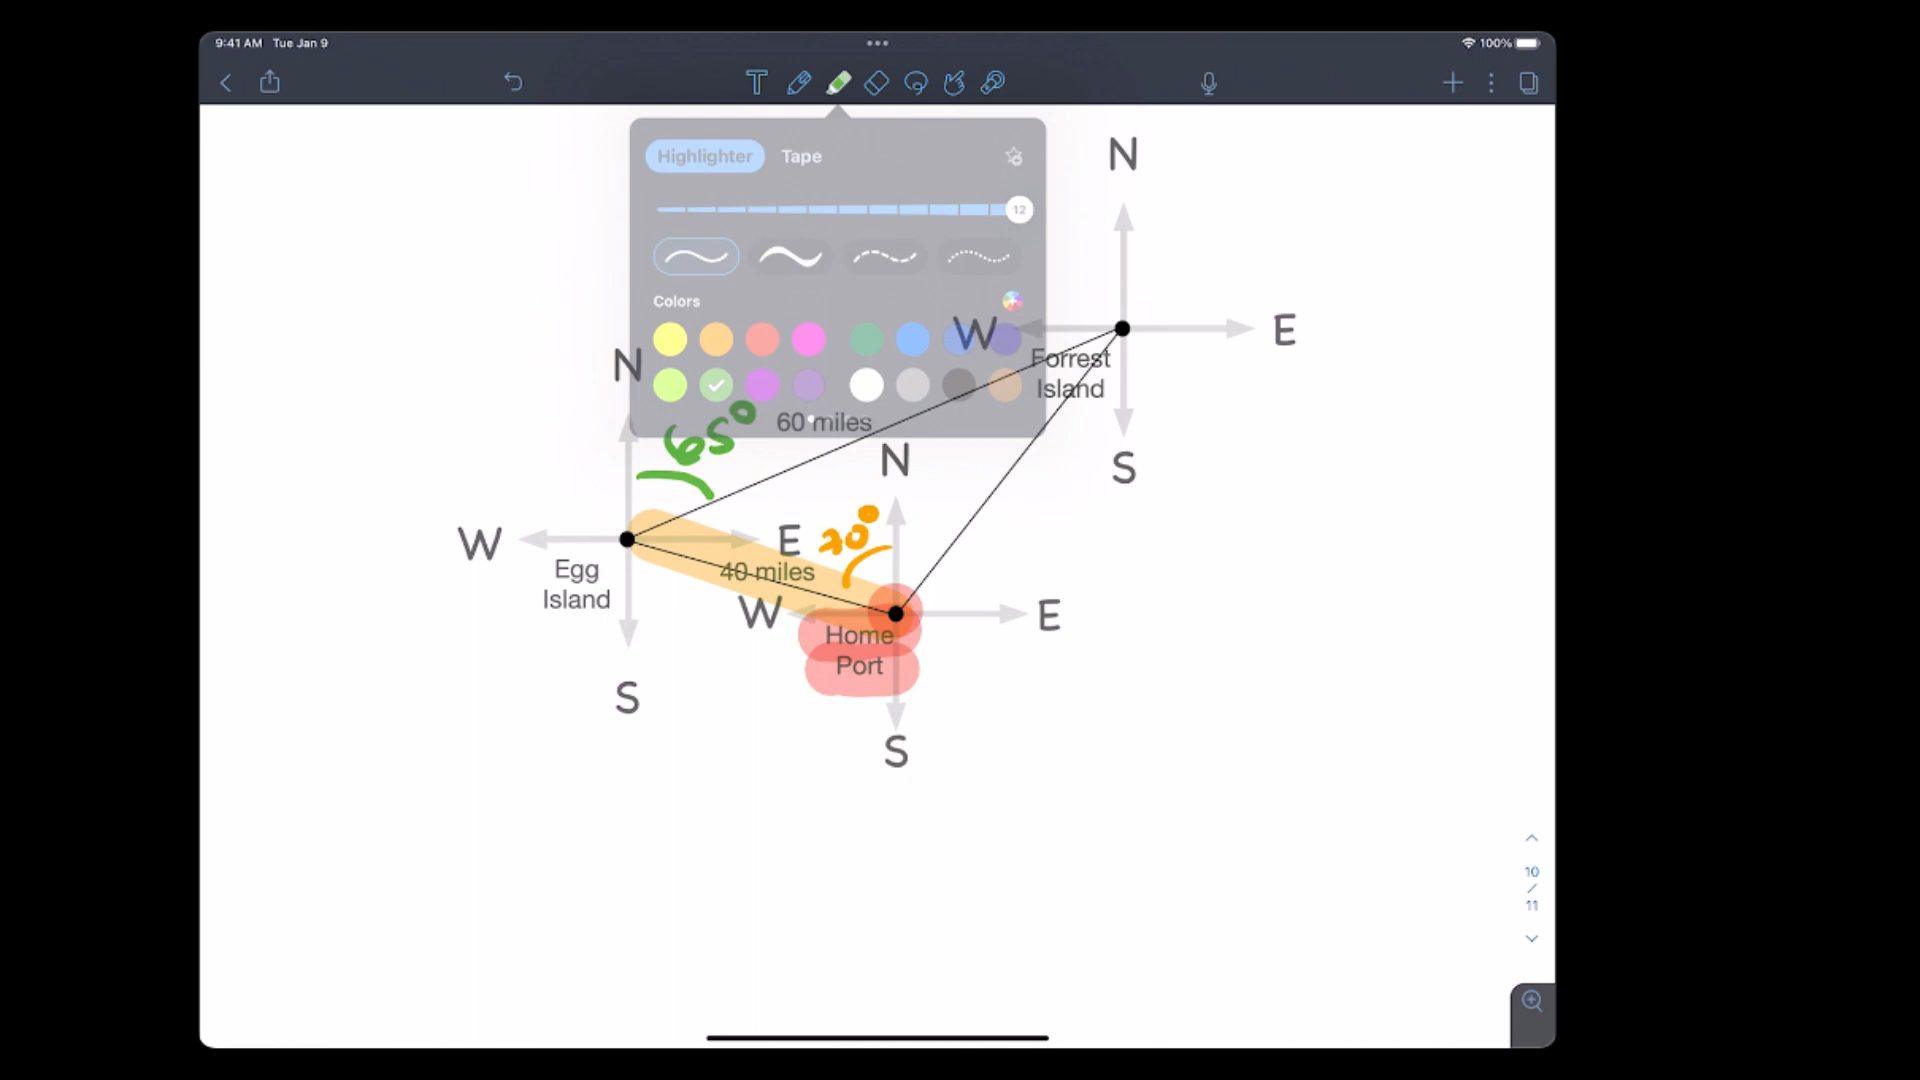 9:41 AM Tue Jan 9
100%
T
Highlighter Tape
12
Colors
N
W E
Forrest
Island
S
N
60 miles
65°
W E
Egg
Island
S
N
70°
40 miles
W E
Home
Port
S
10
/
11